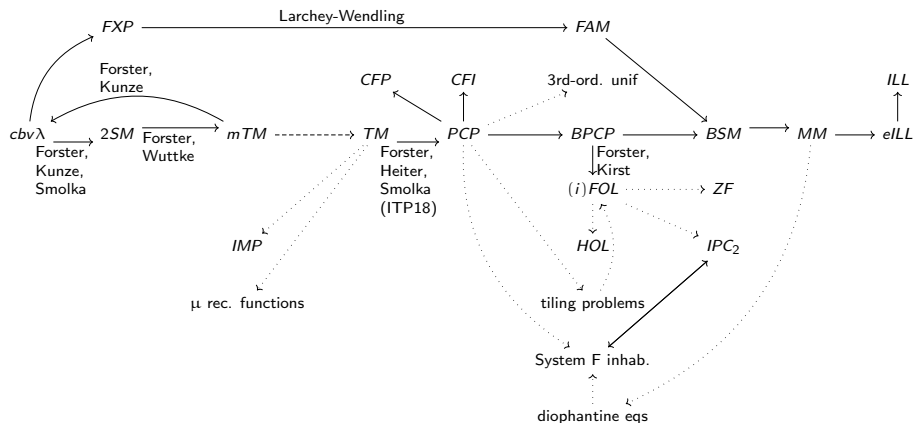 Larchey-Wendling
FXP
FAM
Forster,
Kunze
CFP
CFI
3rd-ord. unif
ILL
cbvλ
2SM
mTM
TM
PCP
BPCP
BSM
MM
eILL
Forster,
Kunze,
Smolka
Forster,
Wuttke
Forster,
Heiter,
Smolka
(ITP18)
Forster,
Kirst
(i)FOL
ZF
IMP
HOL
IPC₂
μ rec. functions
tiling problems
System F inhab.
diophantine eqs